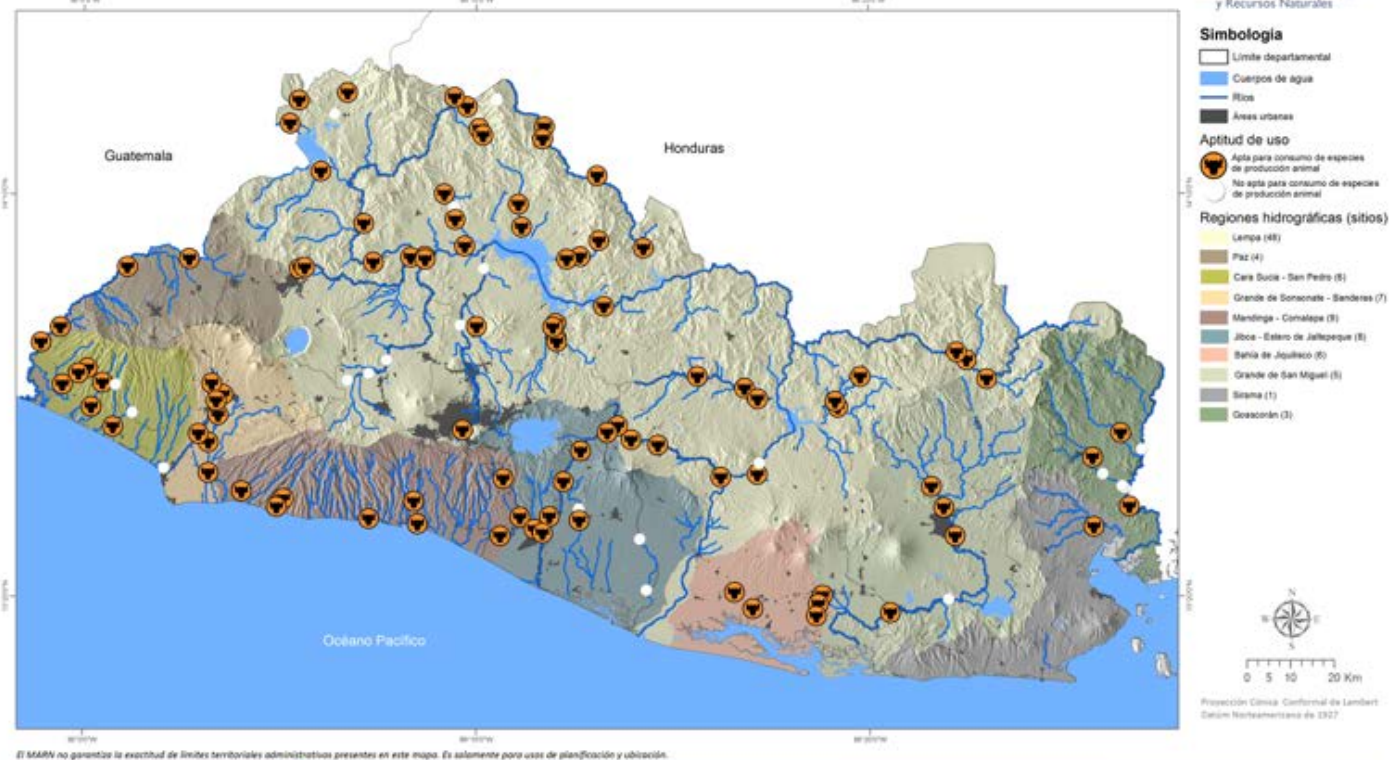 y Recursos Naturales
Simbología
Límite departamental
Cuerpos de agua
Ríos
Áreas urbanas
Aptitud de uso
Apta para consumo de especies
de producción animal
No apta para consumo de especies
de producción animal
Regiones hidrográficas (sitios)
Lempa (48)
Paz (4)
Cara Sucia - San Pedro (6)
Grande de Sonsonate - Banderas (7)
Mandinga - Comalapa (9)
Jiboa - Estero de Jaltepeque (8)
Bahía de Jiquilisco (6)
Grande de San Miguel (5)
Sirama (1)
Goascorán (3)
Guatemala
Honduras
Océano Pacífico
N
W
E
S
0 5 10 20 Km
Proyección Cónica Conformal de Lambert
Datúm Norteamericano de 1927
El MARN no garantiza la exactitud de límites territoriales administrativos presentes en este mapa. Es solamente para usos de planificación y ubicación.